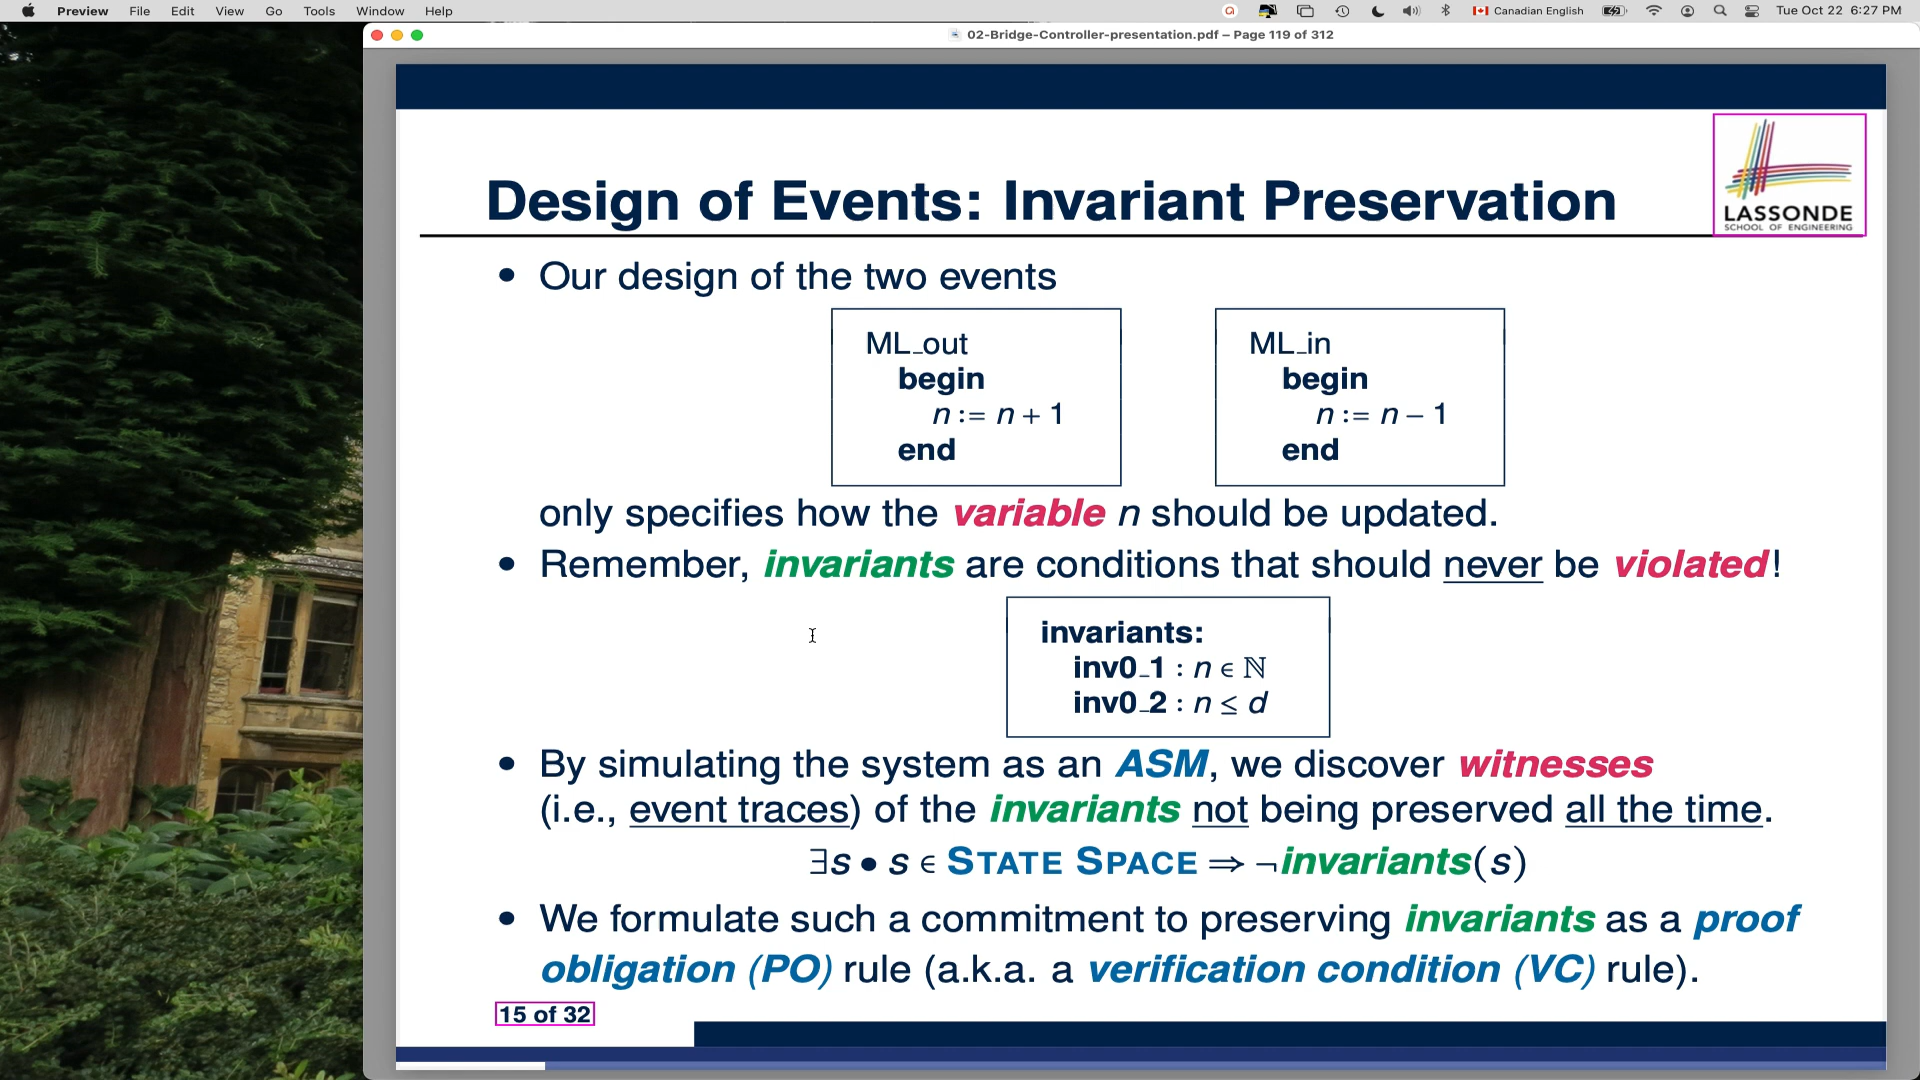 Preview File Edit View Go Tools Window Help Canadian English Tue Oct 22 6:27 PM
02-Bridge-Controller-presentation.pdf – Page 119 of 312
LASSONDE
SCHOOL OF ENGINEERING
Design of Events: Invariant Preservation
• Our design of the two events
ML_out
begin
n := n + 1
end
ML_in
begin
n := n − 1
end
only specifies how the variable n should be updated.
• Remember, invariants are conditions that should never be violated!
invariants:
inv0_1 : n ∈ ℕ
inv0_2 : n ≤ d
• By simulating the system as an ASM, we discover witnesses
(i.e., event traces) of the invariants not being preserved all the time.
∃s • s ∈ STATE SPACE ⇒ ¬invariants(s)
• We formulate such a commitment to preserving invariants as a proof
obligation (PO) rule (a.k.a. a verification condition (VC) rule).
15 of 32